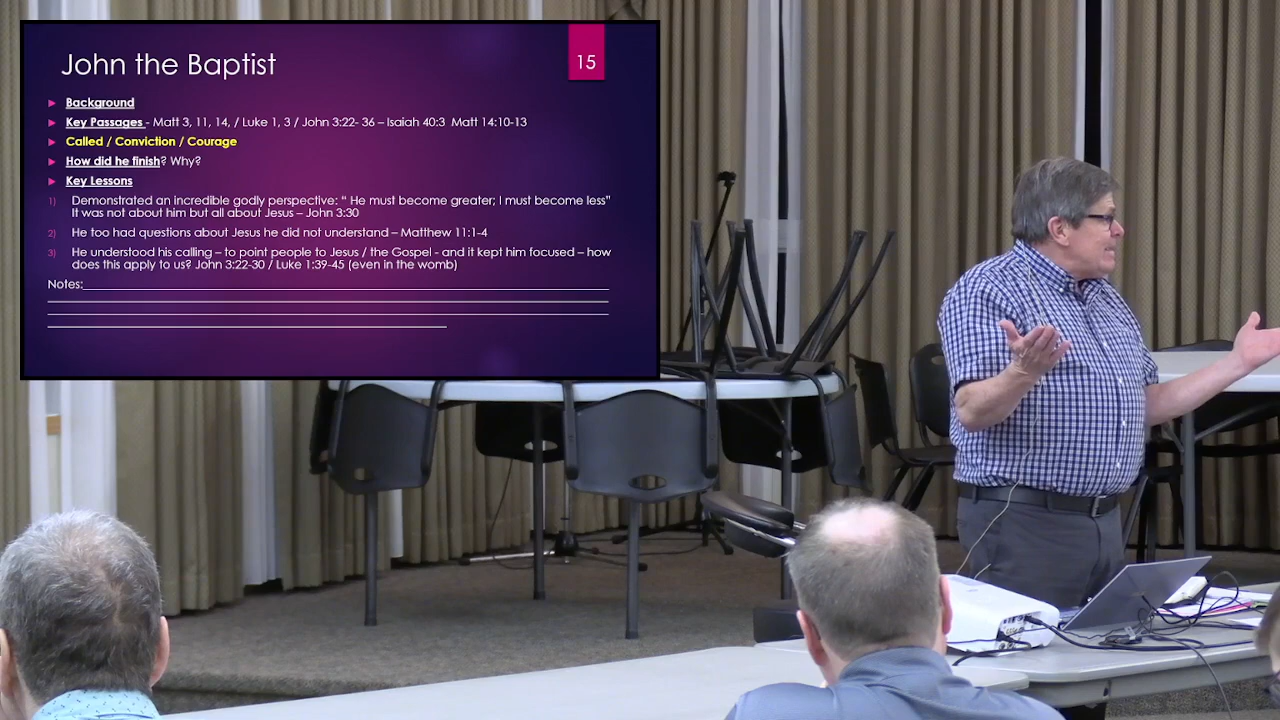 John the Baptist
15
Background
Key Passages - Matt 3, 11, 14, / Luke 1, 3 / John 3:22- 36 – Isaiah 40:3  Matt 14:10-13
Called / Conviction / Courage
How did he finish? Why?
Key Lessons
1) Demonstrated an incredible godly perspective: “ He must become greater; I must become less”
It was not about him but all about Jesus – John 3:30
2) He too had questions about Jesus he did not understand – Matthew 11:1-4
3) He understood his calling – to point people to Jesus / the Gospel - and it kept him focused – how
does this apply to us? John 3:22-30 / Luke 1:39-45 (even in the womb)
Notes: